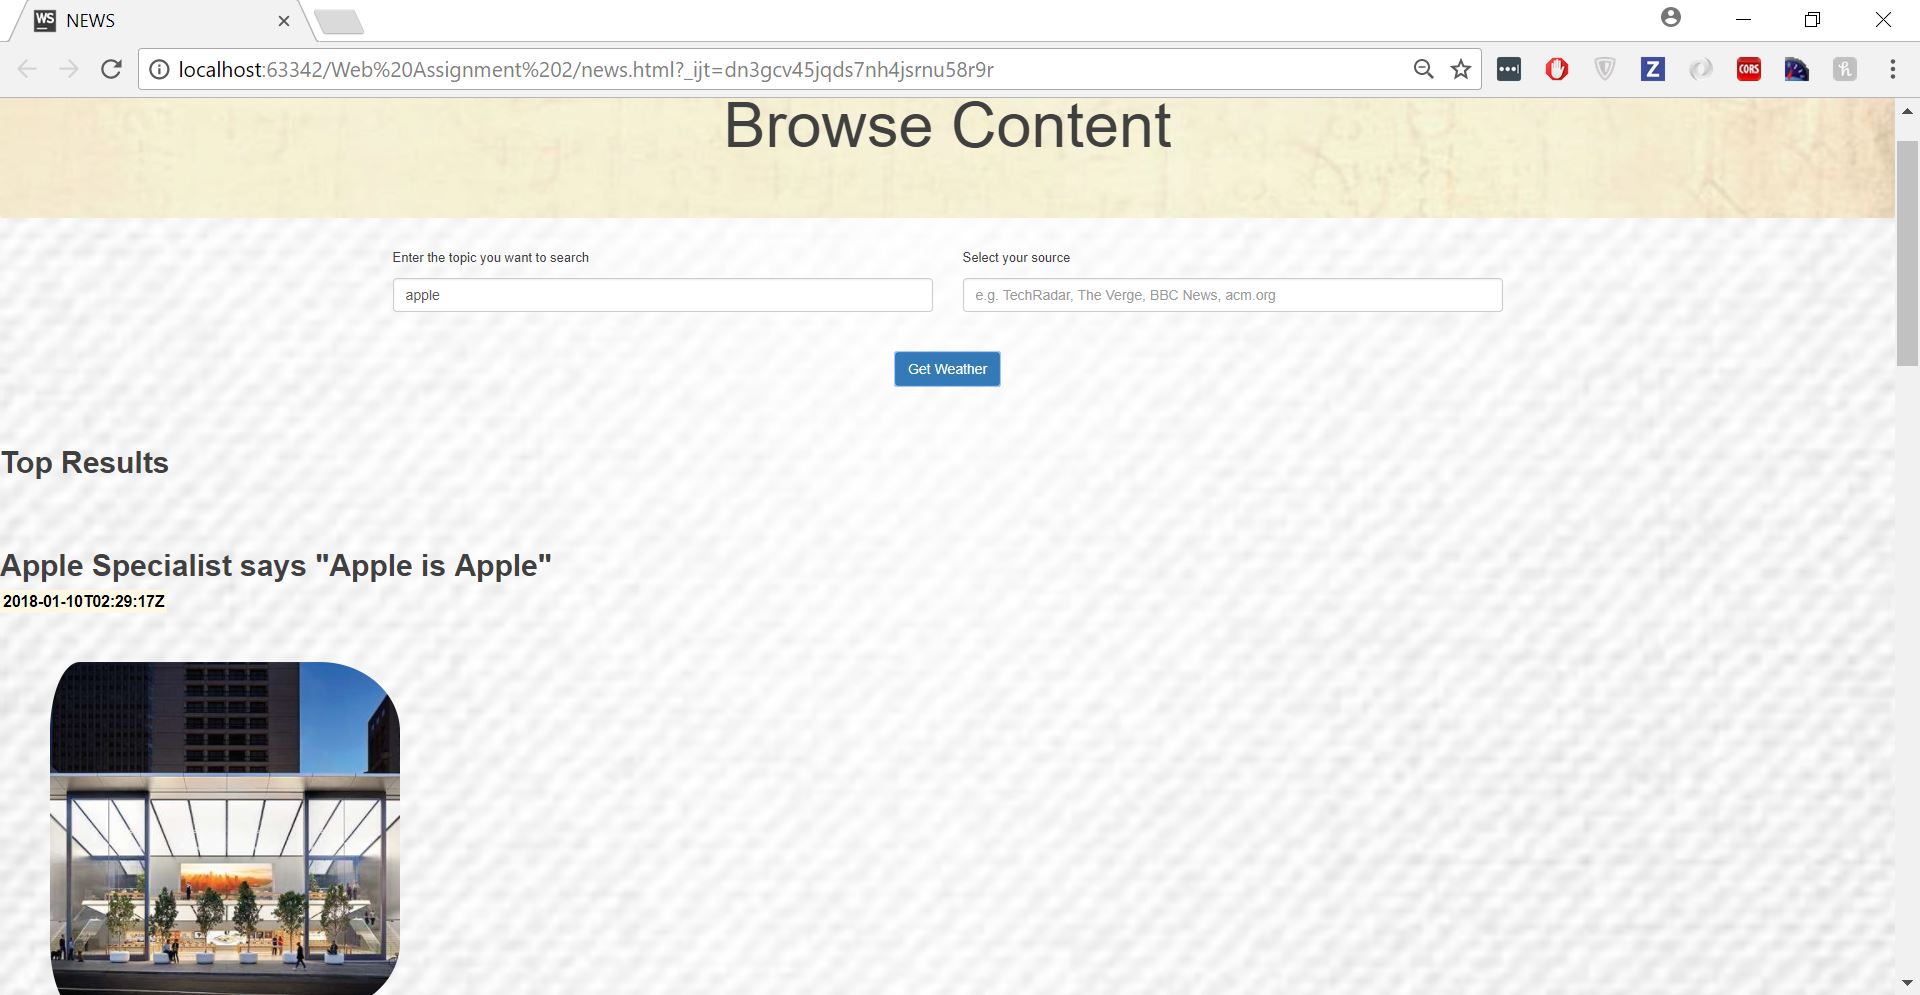 WS NEWS
localhost:63342/Web%20Assignment%202/news.html?_ijt=dn3gcv45jqds7nh4jsrnu58r9r
Z
CORS
Browse Content
Enter the topic you want to search
Select your source
apple
e.g. TechRadar, The Verge, BBC News, acm.org
Get Weather
Top Results
Apple Specialist says "Apple is Apple"
2018-01-10T02:29:17Z